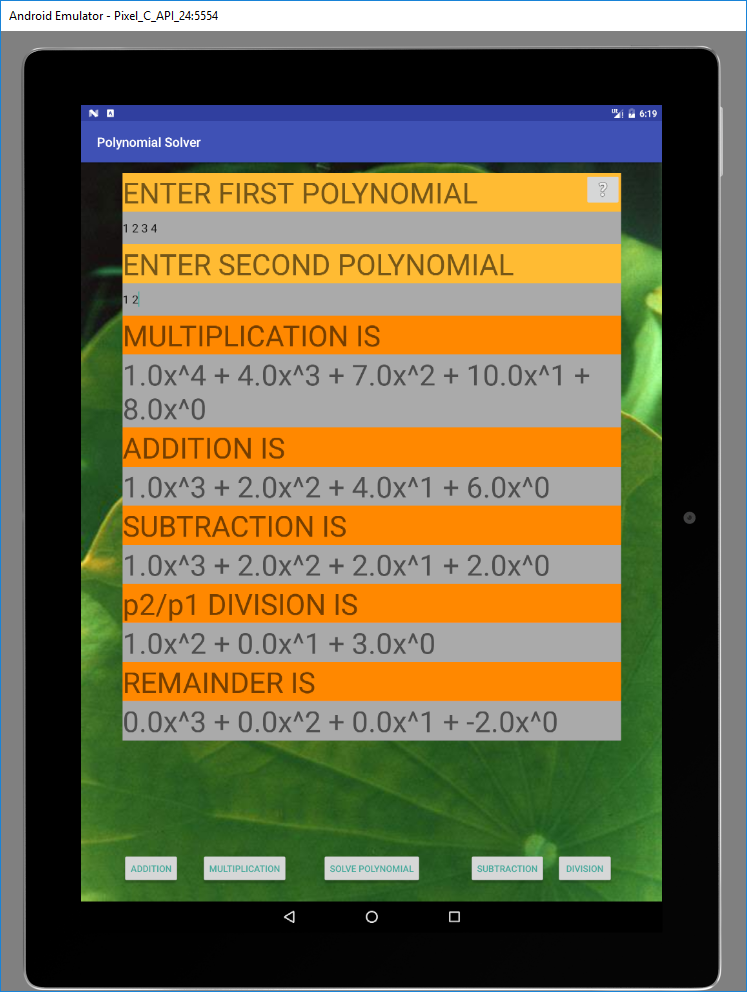 Android Emulator - Pixel_C_API_24:5554
6:19
Polynomial Solver
ENTER FIRST POLYNOMIAL ?
1 2 3 4
ENTER SECOND POLYNOMIAL
1 2
MULTIPLICATION IS
1.0x^4 + 4.0x^3 + 7.0x^2 + 10.0x^1 +
8.0x^0
ADDITION IS
1.0x^3 + 2.0x^2 + 4.0x^1 + 6.0x^0
SUBTRACTION IS
1.0x^3 + 2.0x^2 + 2.0x^1 + 2.0x^0
p2/p1 DIVISION IS
1.0x^2 + 0.0x^1 + 3.0x^0
REMAINDER IS
0.0x^3 + 0.0x^2 + 0.0x^1 + -2.0x^0
ADDITION MULTIPLICATION SOLVE POLYNOMIAL SUBTRACTION DIVISION